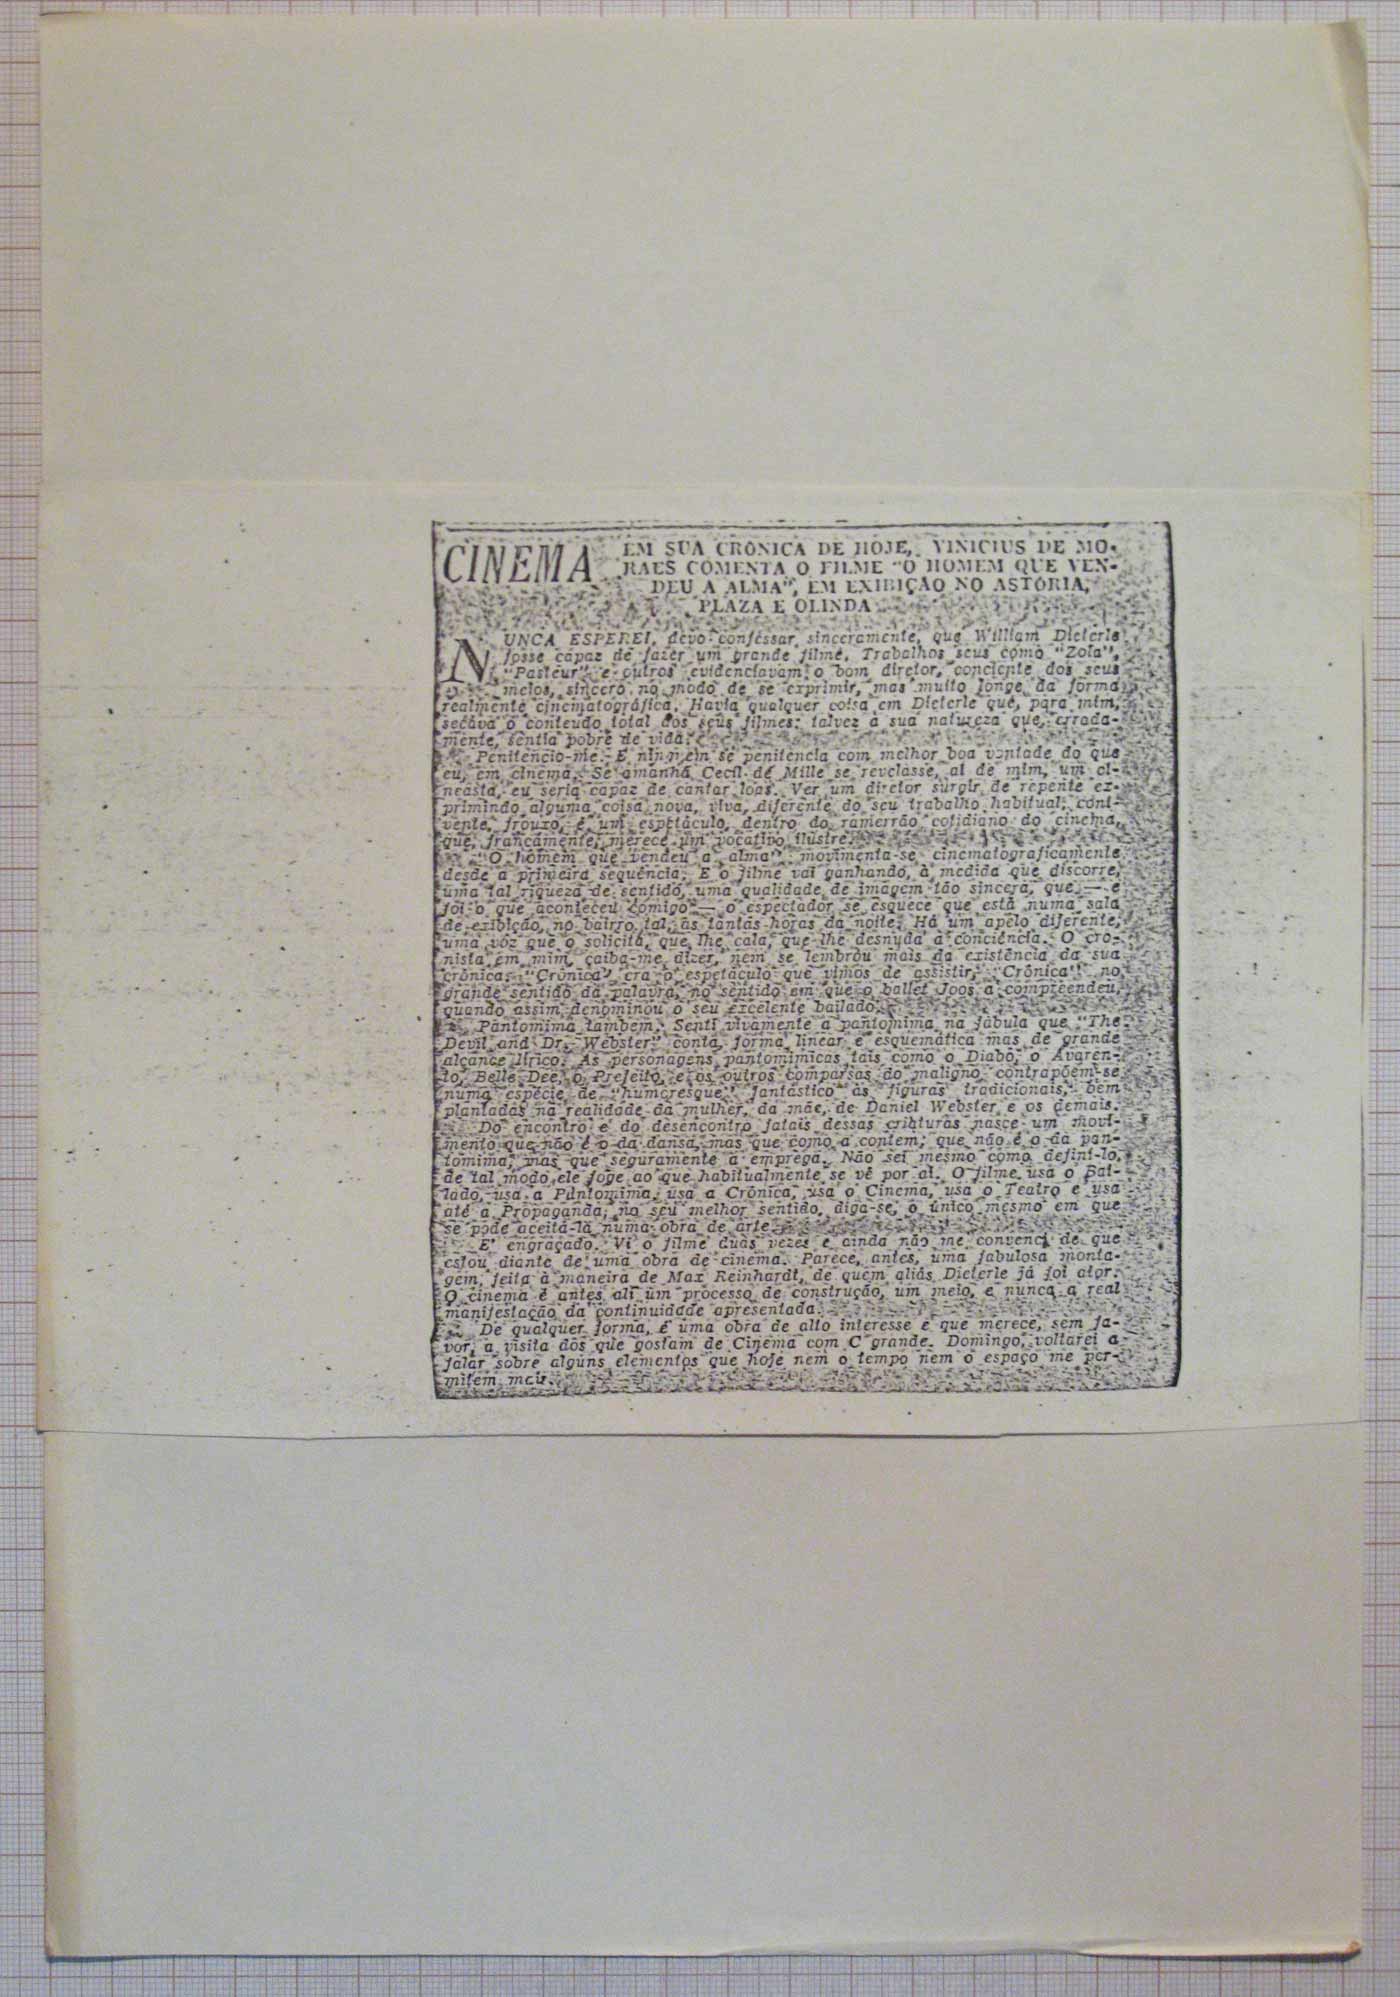 CINEMA
EM SUA CRÔNICA DE HOJE, VINICIUS DE MO-
RAES COMENTA O FILME "O HOMEM QUE VEN-
DEU A ALMA", EM EXIBIÇÃO NO ASTÓRIA,
PLAZA E OLINDA
NUNCA ESPEREI, devo confessar sinceramente, que William Dieterle
fosse capaz de fazer um grande filme. Trabalhos seus como "Zola",
"Pasteur" e outros evidenciavam o bom diretor, conciente dos seus
meios, sincero no modo de se exprimir, mas muito longe da forma
realmente cinematográfica. Havia qualquer coisa em Dieterle que, para mim,
secava o conteudo total dos seus filmes: talvez a sua natureza que, errada-
mente, sentia pobre de vida.
Penitencio-me. E ninguem se penitencia com melhor boa vontade do que
eu, em cinema. Se amanhã Cecil de Mille se revelasse, ai de mim, um ci-
neasta, eu seria capaz de cantar loas. Ver um diretor surgir de repente ex-
primindo alguma coisa nova, viva, diferente do seu trabalho habitual, coni-
vente, frouxo, é um espetáculo, dentro do ramerrão cotidiano do cinema,
que, francamente, merece um vocativo ilustre.
"O homem que vendeu a alma" movimenta-se cinematograficamente
desde a primeira sequência. E o filme vai ganhando, à medida que discorre,
uma tal riqueza de sentido, uma qualidade de imagem tão sincera, que — e
foi o que aconteceu comigo — o espectador se esquece que está numa sala
de exibição, no bairro tal, às tantas horas da noite. Há um apelo diferente,
uma voz que o solicita, que lhe cala, que lhe desnuda a conciência. O cro-
nista em mim, caiba-me dizer, nem se lembrou mais da existência da sua
crônica. "Crônica" era o espetáculo que vimos de assistir, "Crônica" no
grande sentido da palavra, no sentido em que o ballet Joos a compreendeu,
quando assim denominou o seu excelente bailado.
Pantomima tambem. Senti vivamente a pantomima na fábula que "The
Devil and Dr. Webster" conta, forma linear e esquemática mas de grande
alcance lírico. As personagens pantomímicas tais como o Diabo, o Avaren-
to, Belle Dee, o Prefeito, e os outros comparsas do maligno, contrapõem-se
numa espécie de "humoresque" fantástico às figuras tradicionais, bem
plantadas na realidade da mulher, da mãe, de Daniel Webster e os demais.
Do encontro e do desencontro fatais dessas criaturas nasce um movi-
mento que não é o da dansa, mas que como a contem; que não é o da pan-
tomima, mas que seguramente a emprega. Não sei mesmo como definí-lo,
de tal modo ele foge ao que habitualmente se vê por aí. O filme usa o Bai-
lado, usa a Pantomima, usa a Crônica, usa o Cinema, usa o Teatro e usa
até a Propaganda, no seu melhor sentido, diga-se, o único mesmo em que
se pode aceitá-la numa obra de arte.
E' engraçado. Vi o filme duas vezes e ainda não me convenci de que
estou diante de uma obra de cinema. Parece, antes, uma fabulosa monta-
gem, feita à maneira de Max Reinhardt, de quem aliás Dieterle já foi ator.
O cinema é antes alí um processo de construção, um meio, e nunca a real
manifestação da continuidade apresentada.
De qualquer forma, é uma obra de alto interesse e que merece, sem fa-
vor, a visita dos que gostam de Cinema com C grande. Domingo, voltarei a
falar sobre alguns elementos que hoje nem o tempo nem o espaço me per-
mitem mais.